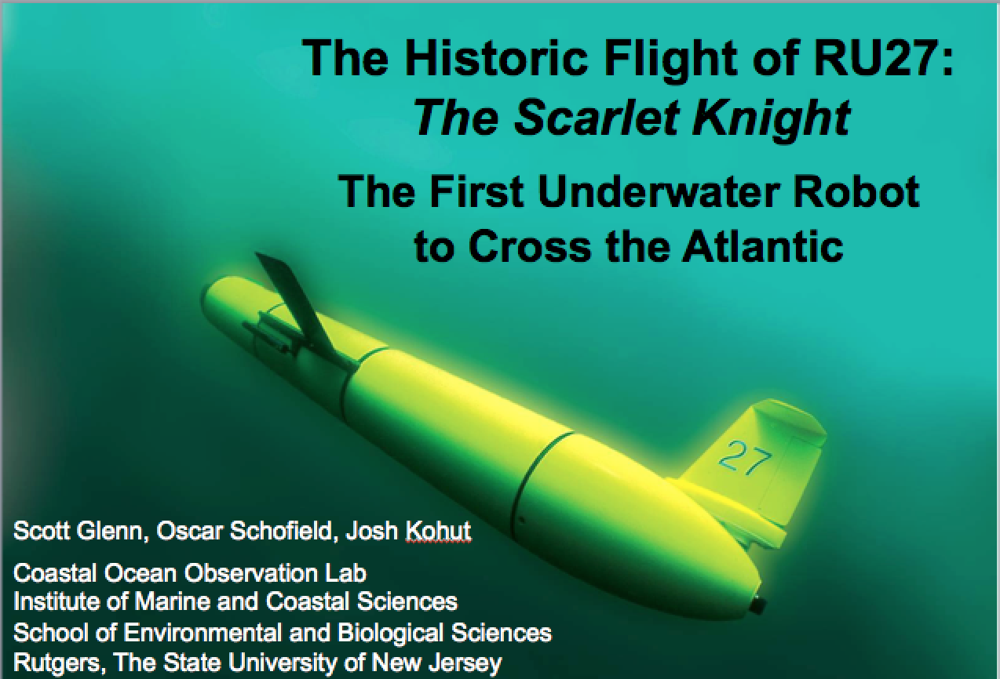 The Historic Flight of RU27:
The Scarlet Knight
The First Underwater Robot
to Cross the Atlantic
27
Scott Glenn, Oscar Schofield, Josh Kohut
Coastal Ocean Observation Lab
Institute of Marine and Coastal Sciences
School of Environmental and Biological Sciences
Rutgers, The State University of New Jersey